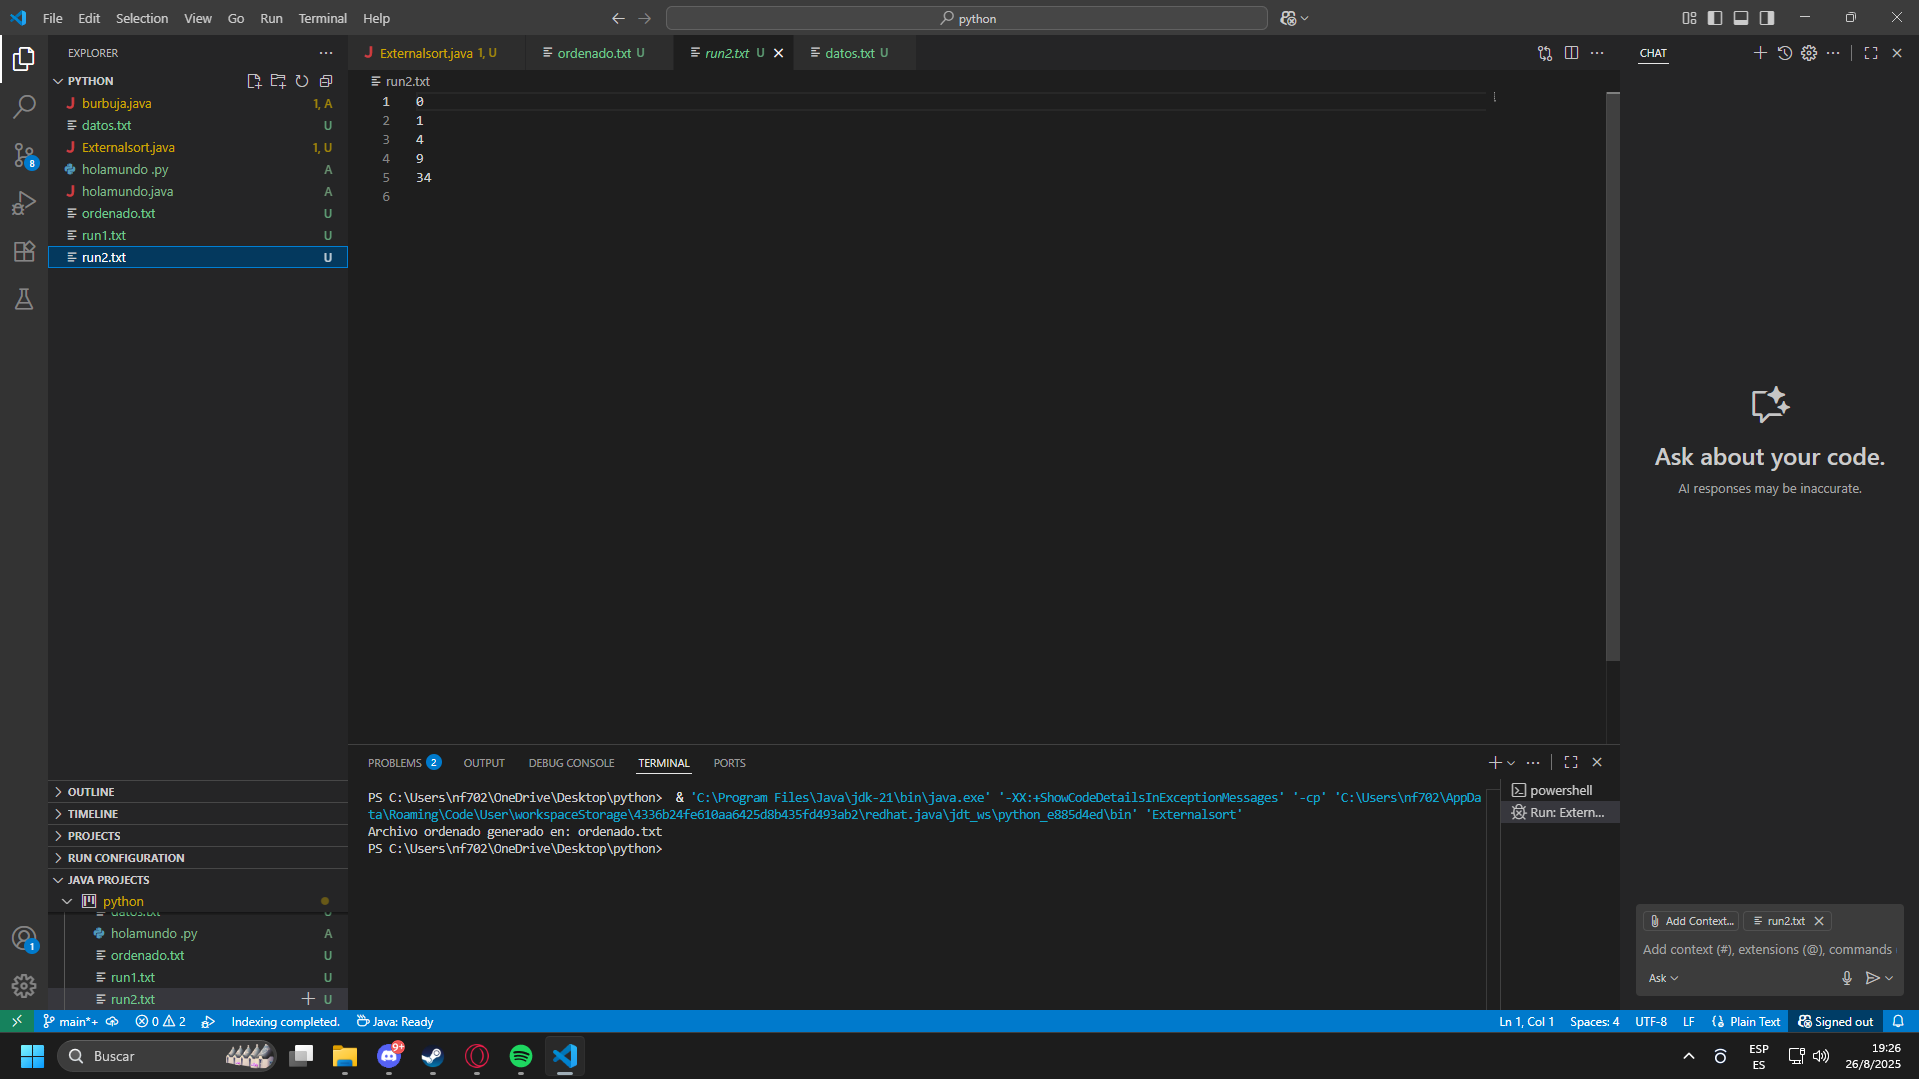 File Edit Selection View Go Run Terminal Help
python
EXPLORER
PYTHON
burbuja.java 1, A
datos.txt U
Externalsort.java 1, U
holamundo .py A
holamundo.java A
ordenado.txt U
run1.txt U
run2.txt U
8
Externalsort.java 1, U
ordenado.txt U
run2.txt U
datos.txt U
run2.txt
1 0
2 1
3 4
4 9
5 34
6
CHAT
Ask about your code.
AI responses may be inaccurate.
Add Context...
run2.txt
Add context (#), extensions (@), commands
Ask
OUTLINE
TIMELINE
PROJECTS
RUN CONFIGURATION
JAVA PROJECTS
python
datos.txt U
holamundo .py A
ordenado.txt U
run1.txt U
run2.txt U
1
PROBLEMS 2 OUTPUT DEBUG CONSOLE TERMINAL PORTS
PS C:\Users\nf702\OneDrive\Desktop\python>  & 'C:\Program Files\Java\jdk-21\bin\java.exe' '-XX:+ShowCodeDetailsInExceptionMessages' '-cp' 'C:\Users\nf702\AppDa
ta\Roaming\Code\User\workspaceStorage\4336b24fe610aa6425d8b435fd493ab2\redhat.java\jdt_ws\python_e885d4ed\bin' 'Externalsort'
Archivo ordenado generado en: ordenado.txt
PS C:\Users\nf702\OneDrive\Desktop\python>
powershell
Run: Extern...
main*+ 0 2 Indexing completed. Java: Ready
Ln 1, Col 1 Spaces: 4 UTF-8 LF Plain Text Signed out
Buscar
9+
ESP
ES
19:26
26/8/2025